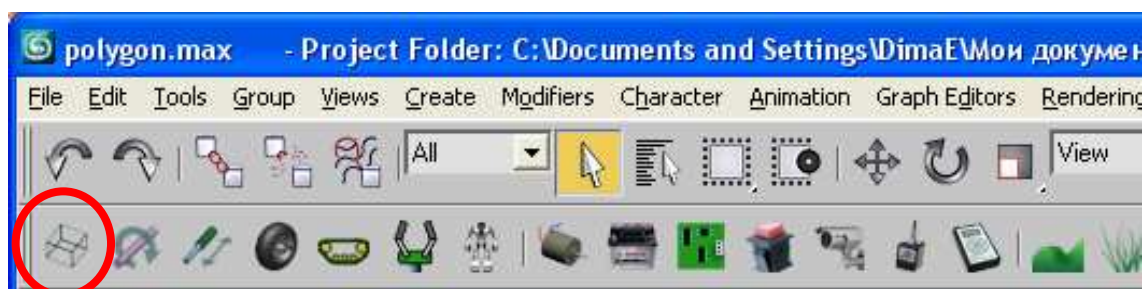 polygon.max - Project Folder: C:\Documents and Settings\DimaE\Мои докумен
File Edit Tools Group Views Create Modifiers Character Animation Graph Editors Rendering
All View